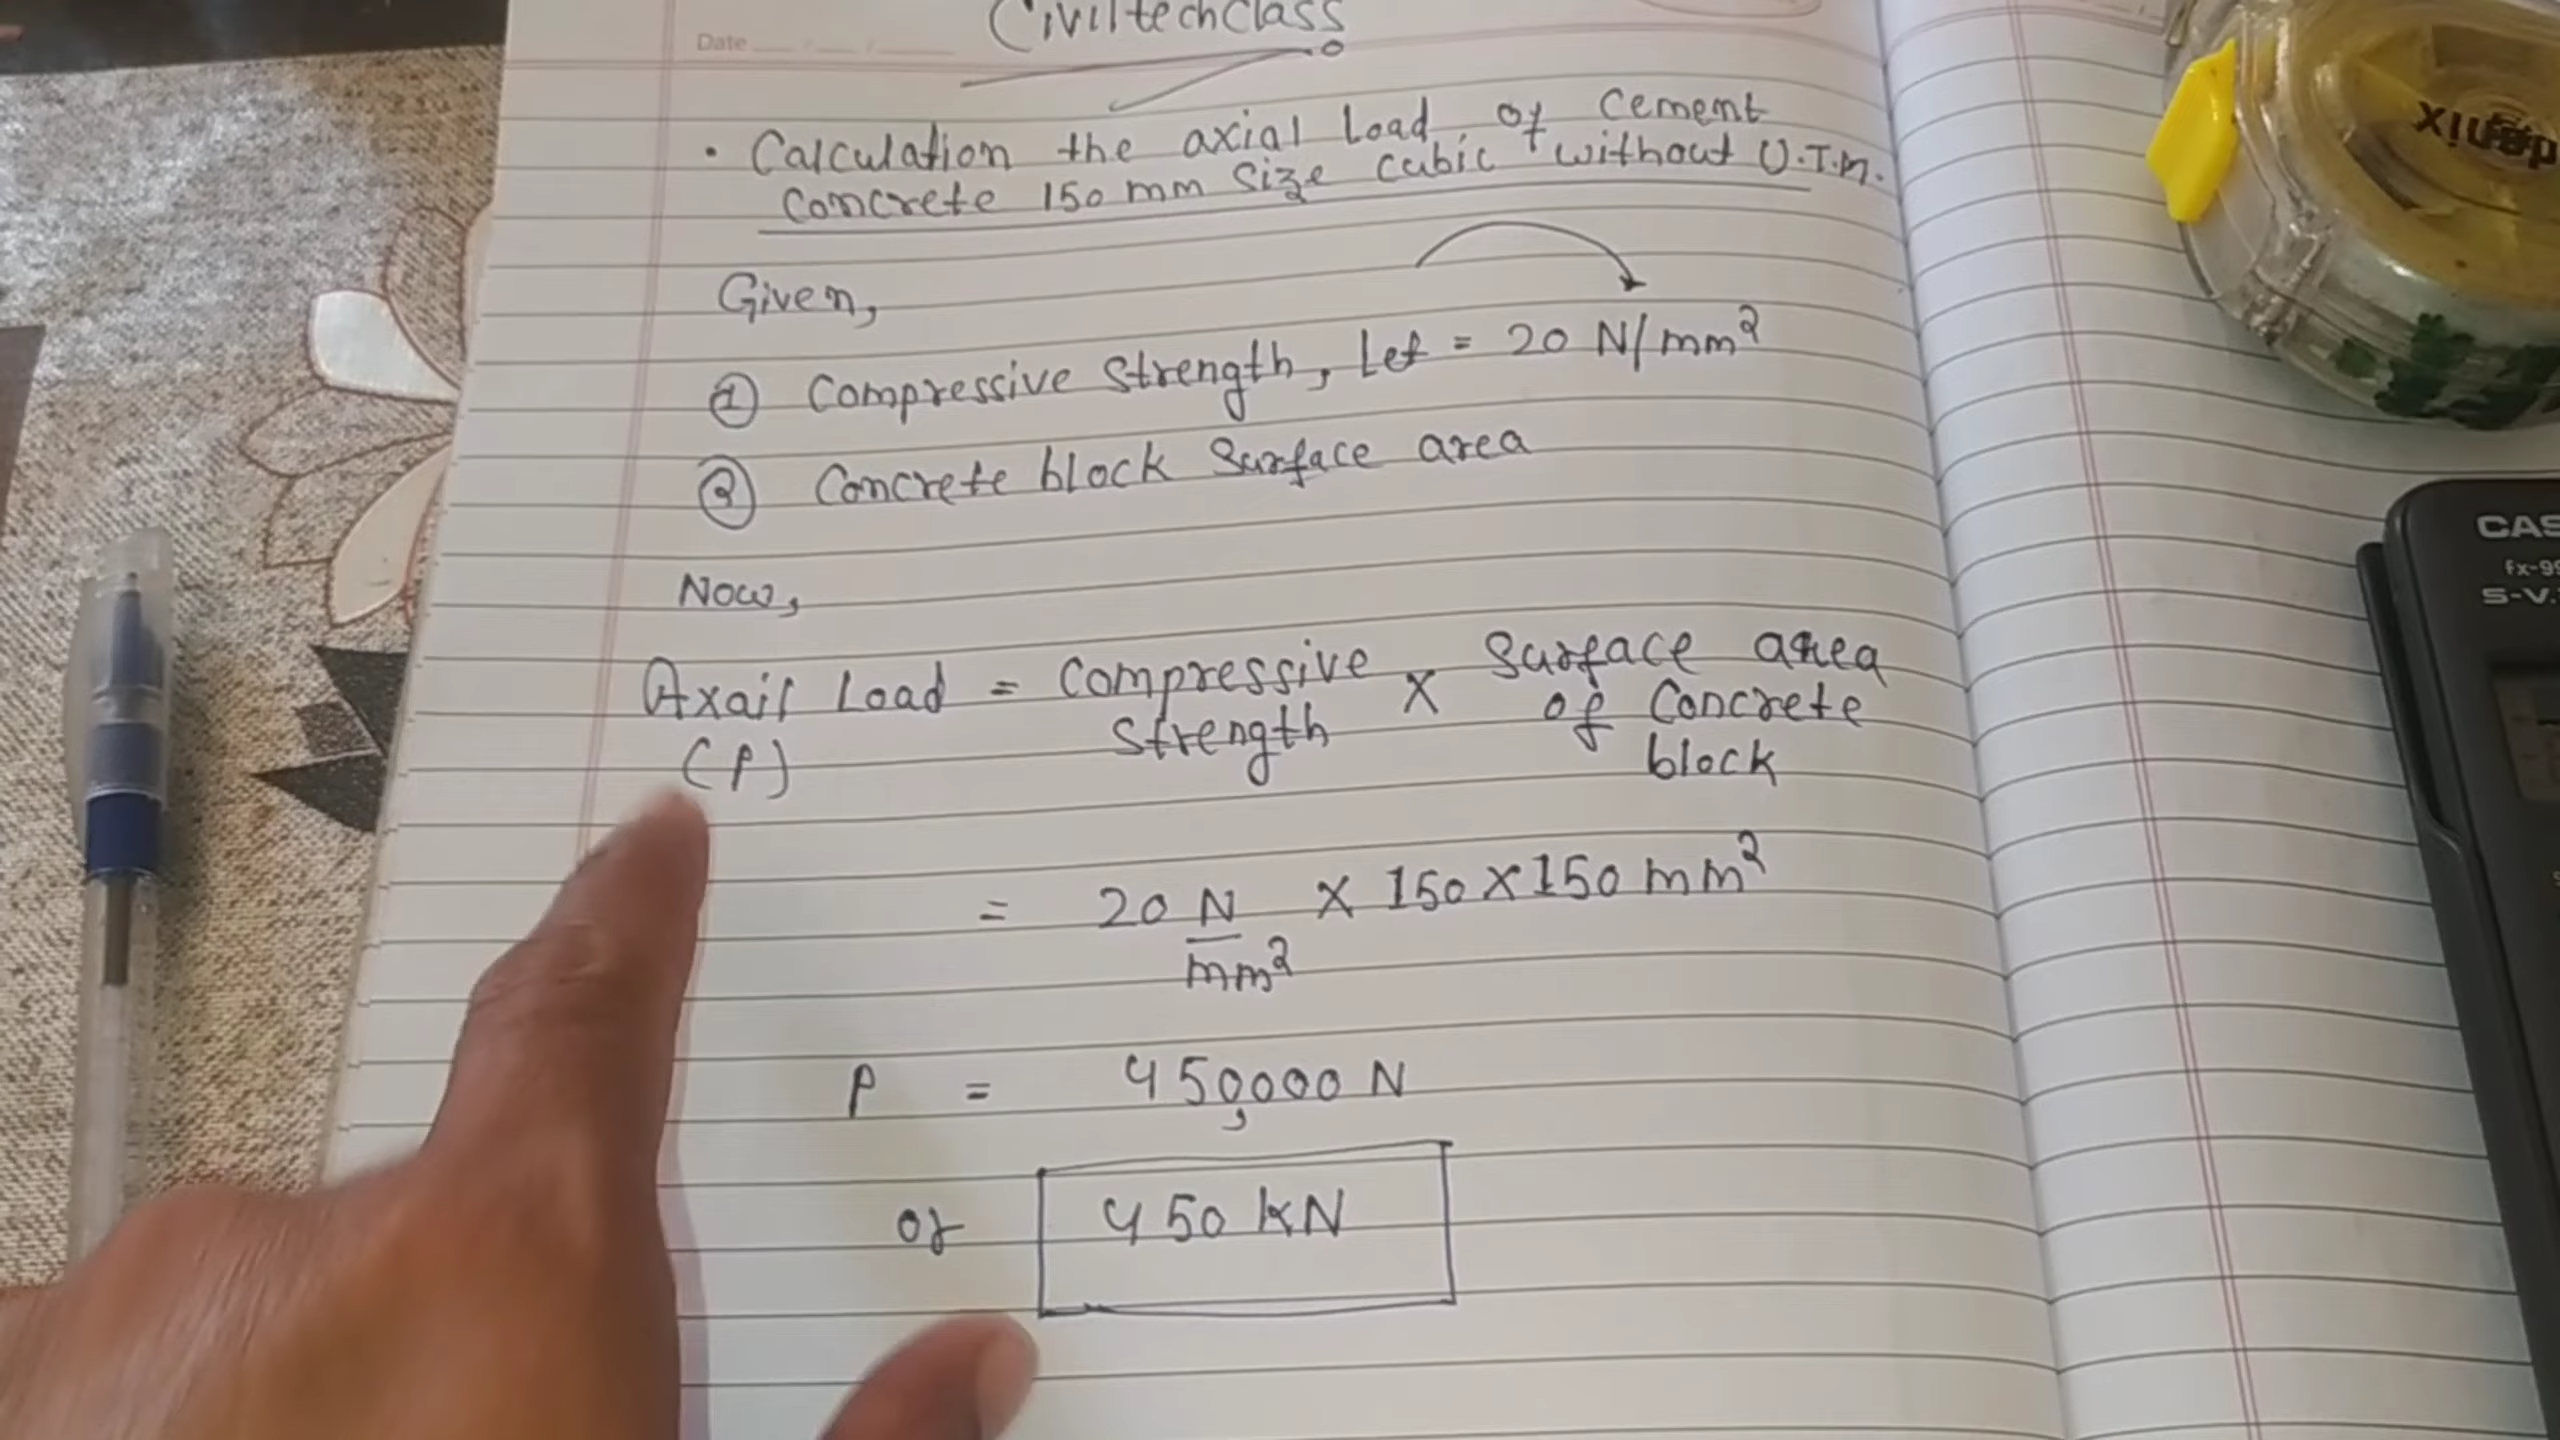 Civiltechclass
Date
• Calculation the axial Load of Cement
Concrete 150 mm Size cubic without U.T.M.
Given,
① Compressive Strength, Let = 20 N/mm²
② Concrete block Surface area
Now,
Axail Load = Compressive Strength × Surface area of Concrete block
(P)
= 20 N/mm² × 150 × 150 mm²
P = 450,000 N
or 450 kN
CAS
fx-99
S-V.